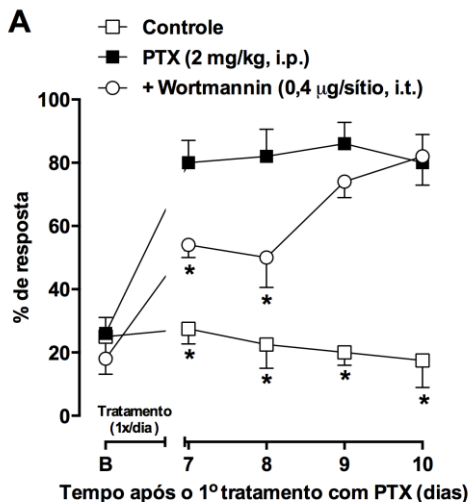 A
Controle
PTX (2 mg/kg, i.p.)
+ Wortmannin (0,4 µg/sítio, i.t.)
100
80
60
40
20
0
% de resposta
Tratamento
(1x/dia)
* * * * * *
B 7 8 9 10
Tempo após o 1º tratamento com PTX (dias)